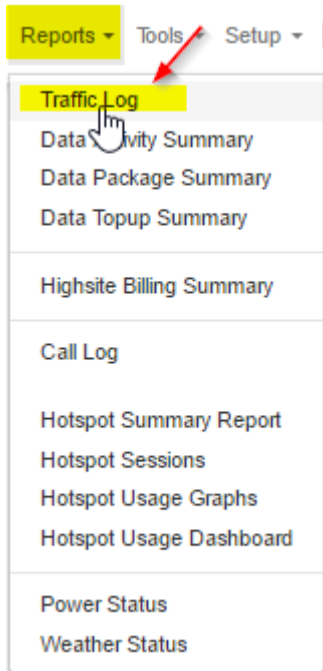 Reports Tools Setup
Traffic Log
Data Activity Summary
Data Package Summary
Data Topup Summary
Highsite Billing Summary
Call Log
Hotspot Summary Report
Hotspot Sessions
Hotspot Usage Graphs
Hotspot Usage Dashboard
Power Status
Weather Status